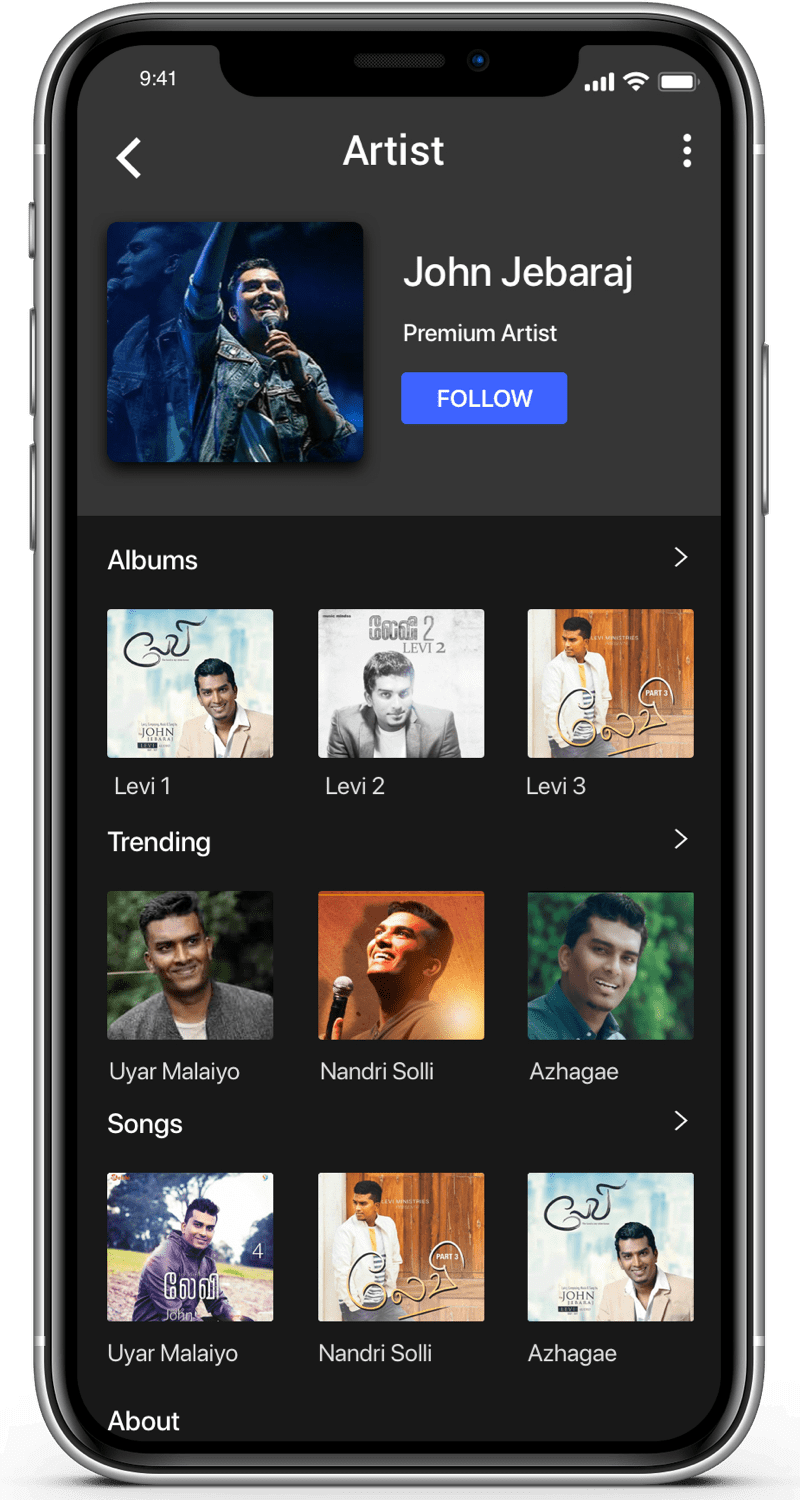 9:41
Artist
John Jebaraj
Premium Artist
FOLLOW
Albums
லேவி
JOHN
JEBARAJ
LEVI
லேவி 2
LEVI 2
LEVI MINISTRIES
PART 3
லேவி
Levi 1
Levi 2
Levi 3
Trending
Uyar Malaiyo
Nandri Solli
Azhagae
Songs
4
லேவி
John
LEVI MINISTRIES
PART 3
லேவி
லேவி
JOHN
JEBARAJ
LEVI
Uyar Malaiyo
Nandri Solli
Azhagae
About